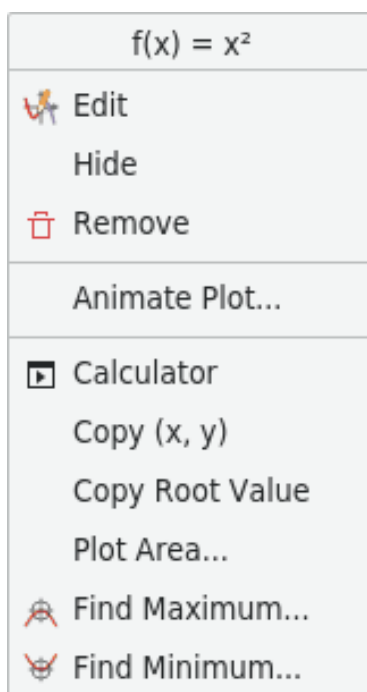 f(x) = x²
Edit
Hide
Remove
Animate Plot...
Calculator
Copy (x, y)
Copy Root Value
Plot Area...
Find Maximum...
Find Minimum...